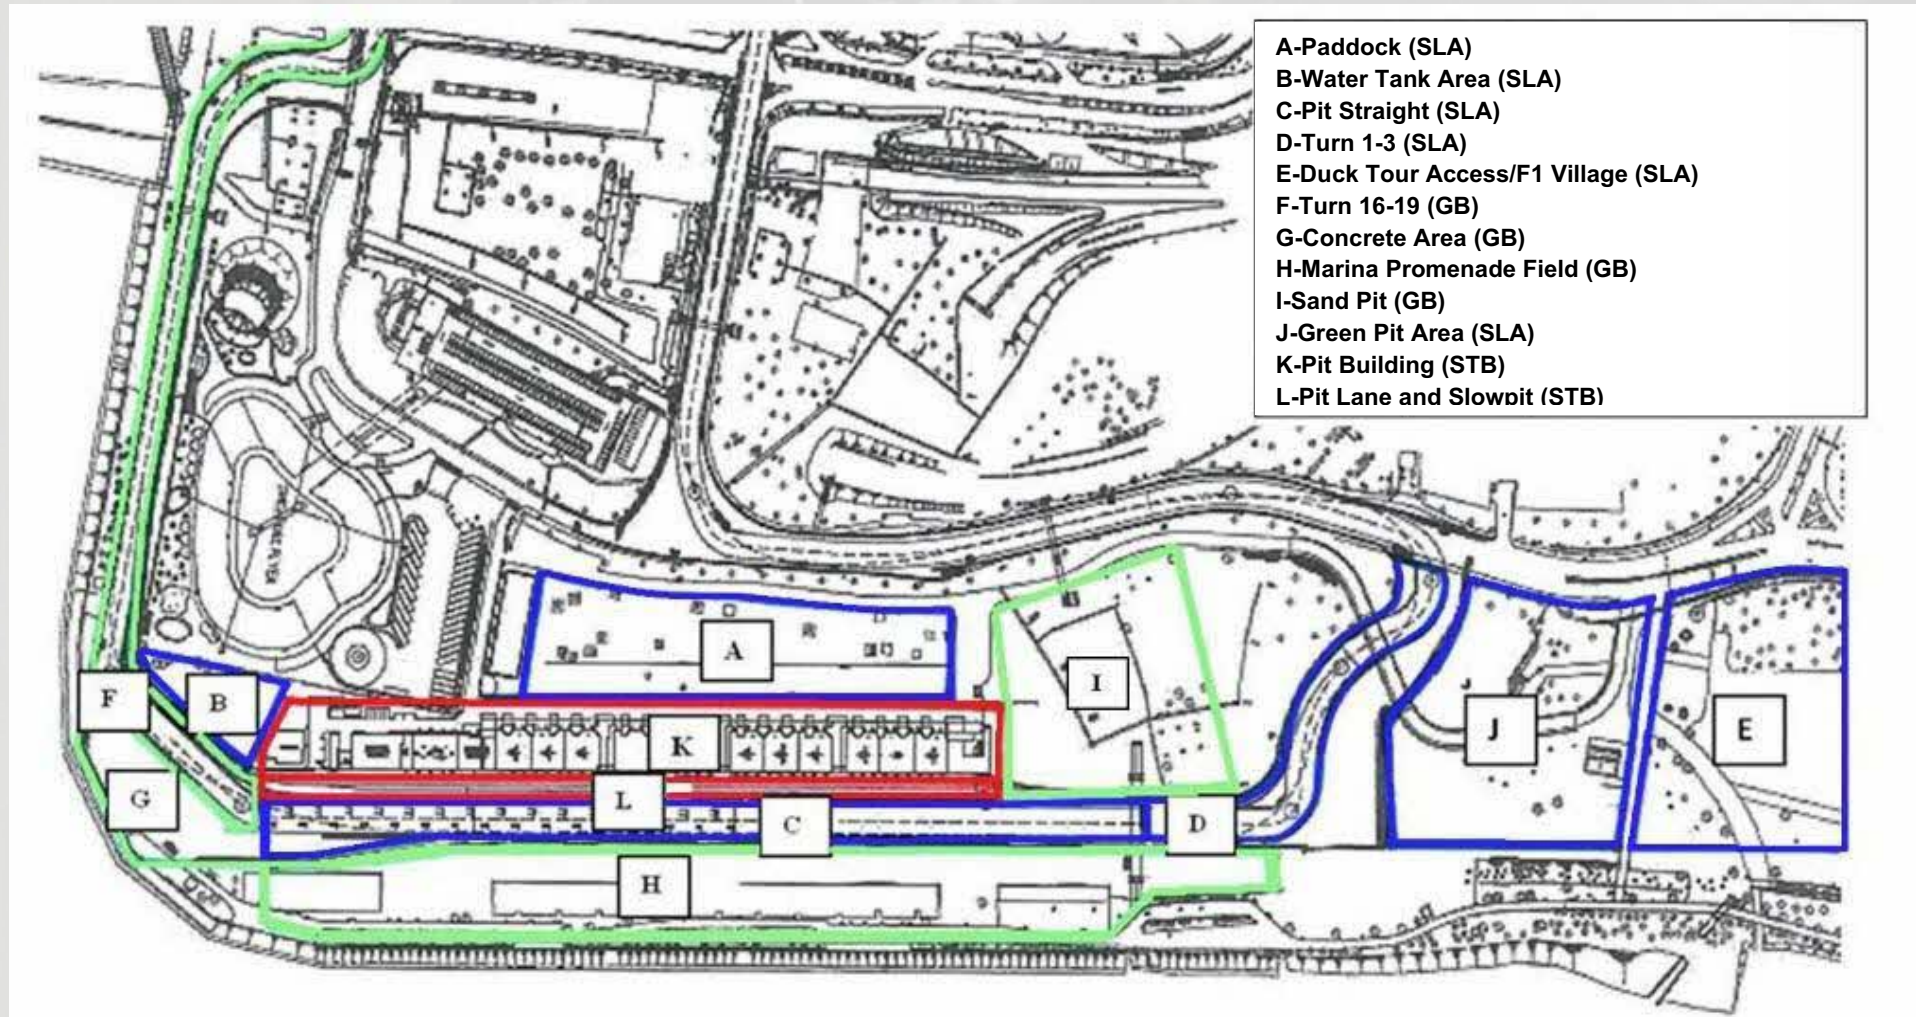 A-Paddock (SLA)
B-Water Tank Area (SLA)
C-Pit Straight (SLA)
D-Turn 1-3 (SLA)
E-Duck Tour Access/F1 Village (SLA)
F-Turn 16-19 (GB)
G-Concrete Area (GB)
H-Marina Promenade Field (GB)
I-Sand Pit (GB)
J-Green Pit Area (SLA)
K-Pit Building (STB)
L-Pit Lane and Slowpit (STB)
A
I
F
B
J
E
K
G
L
C
D
H